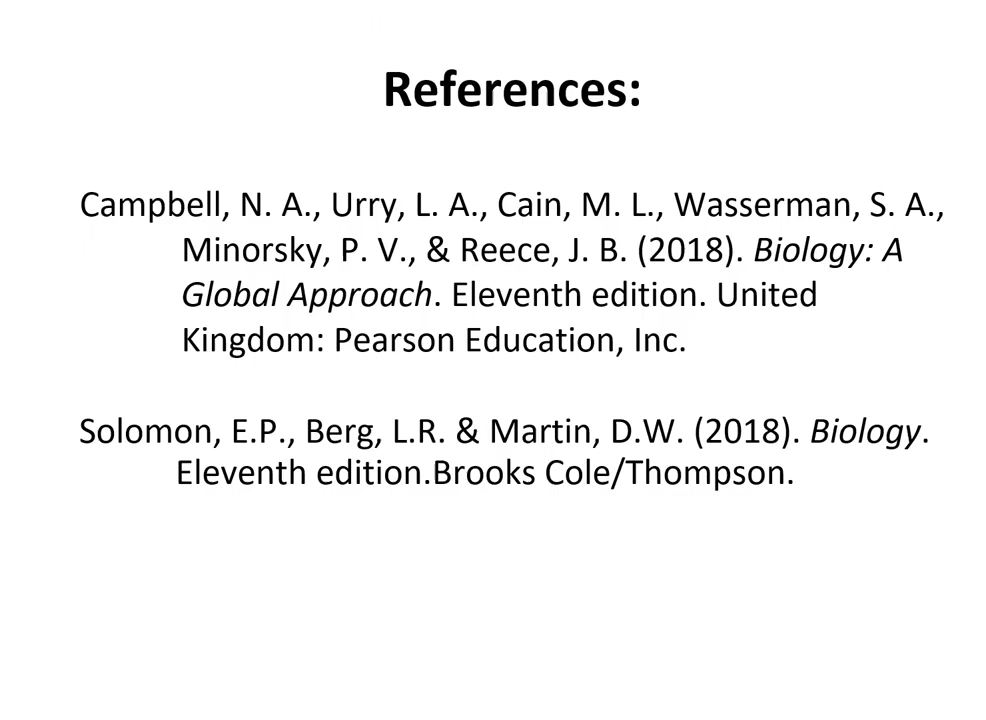 References:
Campbell, N. A., Urry, L. A., Cain, M. L., Wasserman, S. A.,
Minorsky, P. V., & Reece, J. B. (2018). Biology: A
Global Approach. Eleventh edition. United
Kingdom: Pearson Education, Inc.
Solomon, E.P., Berg, L.R. & Martin, D.W. (2018). Biology.
Eleventh edition.Brooks Cole/Thompson.